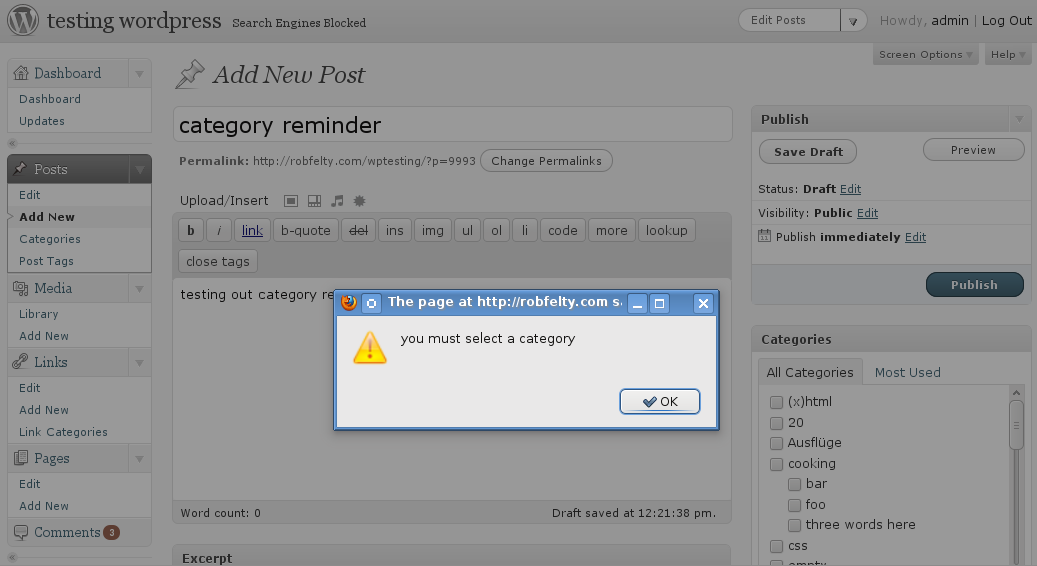 testing wordpress Search Engines Blocked
Edit Posts
Howdy, admin | Log Out
Screen Options
Help
Dashboard
Dashboard
Updates
Posts
Edit
Add New
Categories
Post Tags
Media
Library
Add New
Links
Edit
Add New
Link Categories
Pages
Edit
Add New
Comments 3
Add New Post
category reminder
Permalink: http://robfelty.com/wptesting/?p=9993 Change Permalinks
Upload/Insert
b i link b-quote del ins img ul ol li code more lookup
close tags
testing out category re
Word count: 0 Draft saved at 12:21:38 pm.
Excerpt
The page at http://robfelty.com s
you must select a category
OK
Publish
Save Draft Preview
Status: Draft Edit
Visibility: Public Edit
Publish immediately Edit
Publish
Categories
All Categories Most Used
(x)html
20
Ausflüge
cooking
bar
foo
three words here
css
empty